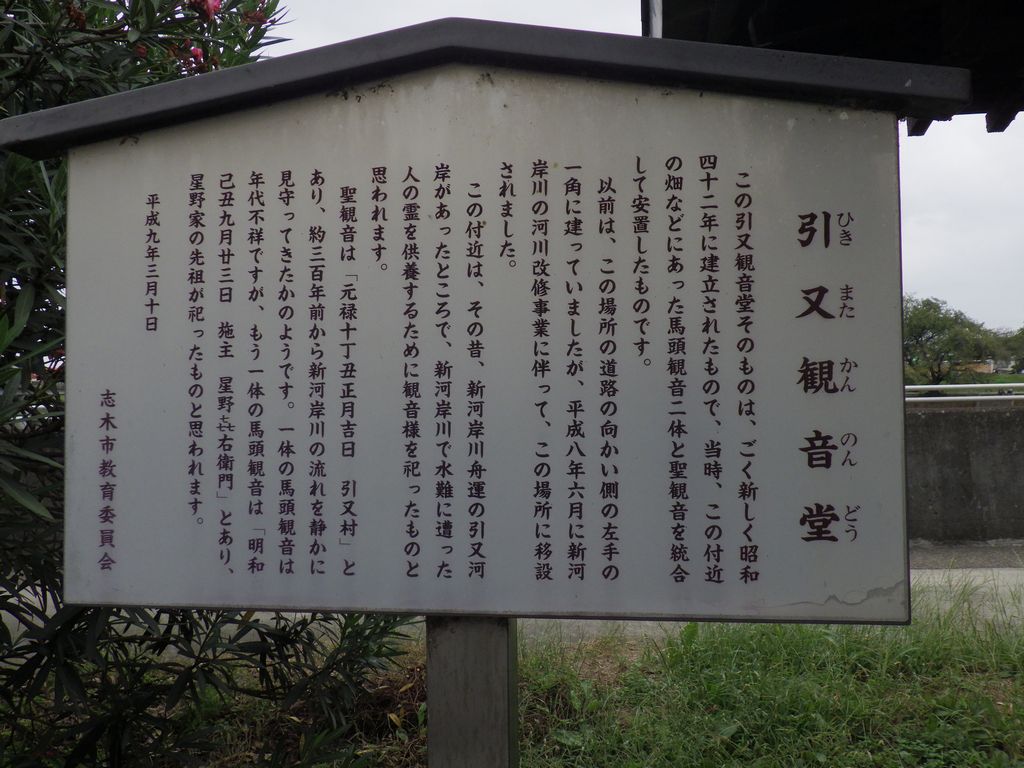 引又観音堂
ひきまたかんのんどう
この引又観音堂そのものは、ごく新しく昭和
四十二年に建立されたもので、当時、この付近
の畑などにあった馬頭観音二体と聖観音を統合
して安置したものです。
以前は、この場所の道路の向かい側の左手の
一角に建っていましたが、平成八年六月に新河
岸川の河川改修事業に伴って、この場所に移設
されました。
この付近は、その昔、新河岸川舟運の引又河
岸があったところで、新河岸川で水難に遭った
人の霊を供養するために観音様を祀ったものと
思われます。
聖観音は「元禄十丁丑正月吉日　引又村」と
あり、約三百年前から新河岸川の流れを静かに
見守ってきたかのようです。一体の馬頭観音は
年代不祥ですが、もう一体の馬頭観音は「明和
己丑九月廿三日　施主　星野㐂右衛門」とあり、
星野家の先祖が祀ったものと思われます。
平成九年三月十日
志木市教育委員会